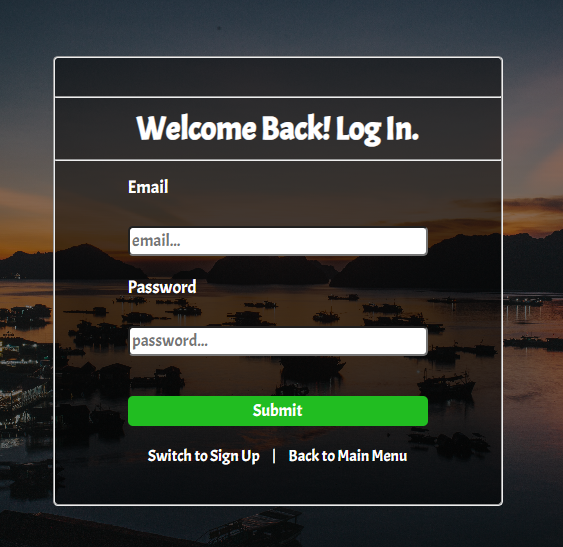 Welcome Back! Log In.
Email
email...
Password
password...
Submit
Switch to Sign Up | Back to Main Menu